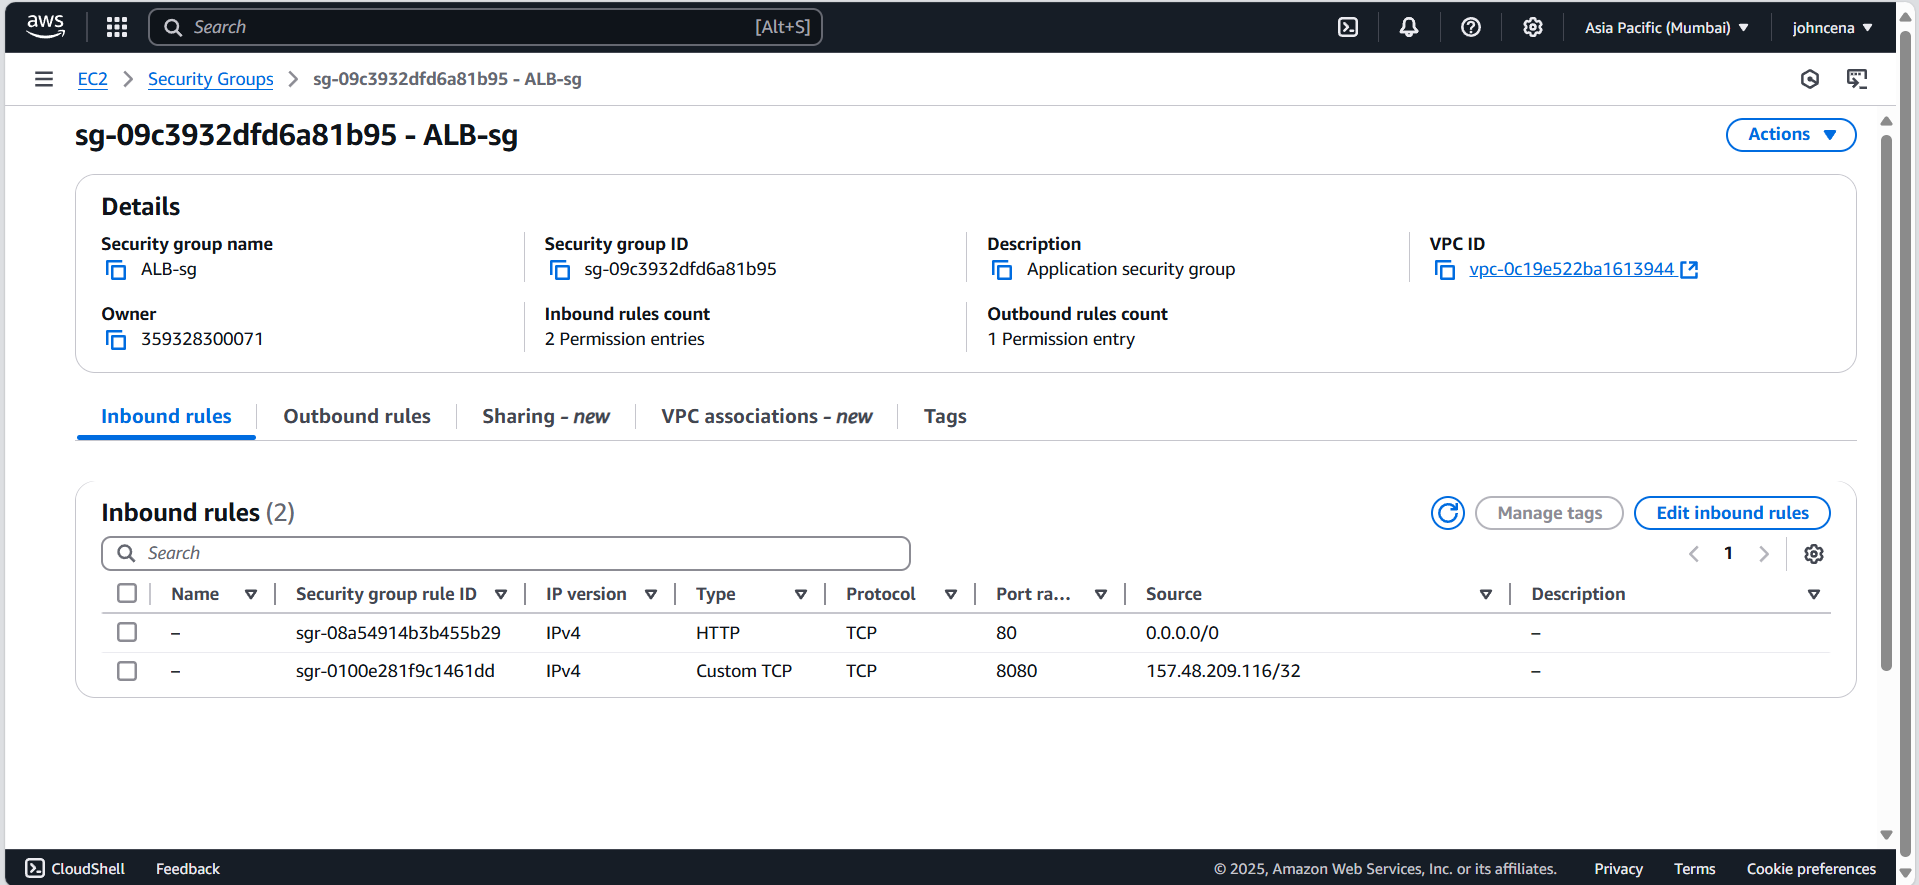 aws Search [Alt+S] Asia Pacific (Mumbai) johncena
EC2 Security Groups sg-09c3932dfd6a81b95 - ALB-sg
sg-09c3932dfd6a81b95 - ALB-sg Actions
Details
Security group name Security group ID Description VPC ID
ALB-sg sg-09c3932dfd6a81b95 Application security group vpc-0c19e522ba1613944
Owner Inbound rules count Outbound rules count
359328300071 2 Permission entries 1 Permission entry
Inbound rules Outbound rules Sharing - new VPC associations - new Tags
Inbound rules (2) Manage tags Edit inbound rules
Search 1
Name Security group rule ID IP version Type Protocol Port ra... Source Description
– sgr-08a54914b3b455b29 IPv4 HTTP TCP 80 0.0.0.0/0 –
– sgr-0100e281f9c1461dd IPv4 Custom TCP TCP 8080 157.48.209.116/32 –
CloudShell Feedback © 2025, Amazon Web Services, Inc. or its affiliates. Privacy Terms Cookie preferences